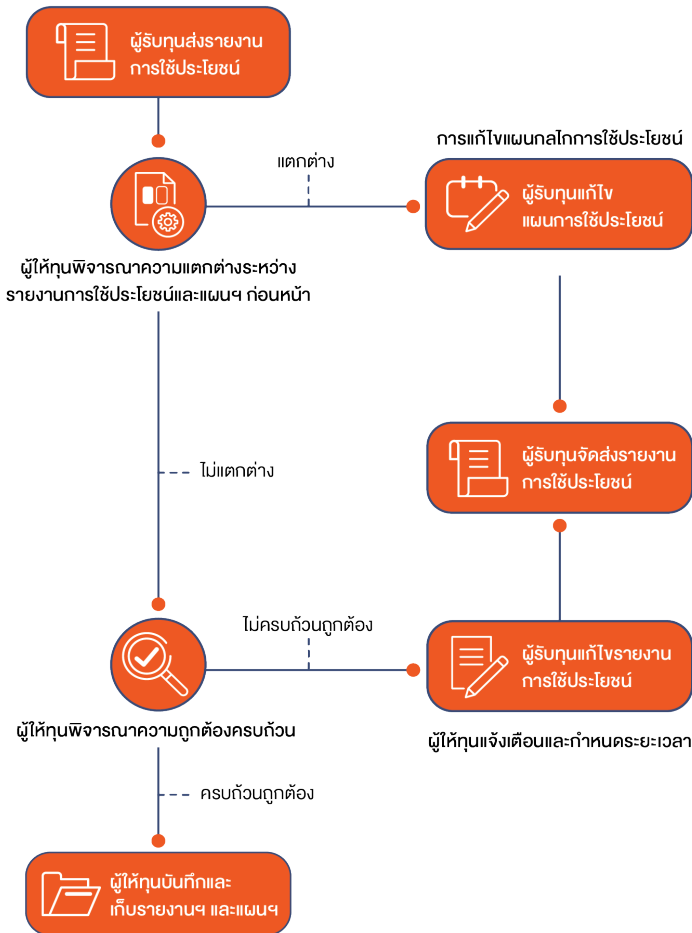 ผู้รับทุนส่งรายงาน
การใช้ประโยชน์
การแก้ไขแผนกลไกการใช้ประโยชน์
แตกต่าง
ผู้รับทุนแก้ไข
แผนการใช้ประโยชน์
ผู้ให้ทุนพิจารณาความแตกต่างระหว่าง
รายงานการใช้ประโยชน์และแผนฯ ก่อนหน้า
ไม่แตกต่าง
ผู้รับทุนจัดส่งรายงาน
การใช้ประโยชน์
ไม่ครบถ้วนถูกต้อง
ผู้รับทุนแก้ไขรายงาน
การใช้ประโยชน์
ผู้ให้ทุนพิจารณาความถูกต้องครบถ้วน
ผู้ให้ทุนแจ้งเตือนและกำหนดระยะเวลา
ครบถ้วนถูกต้อง
ผู้ให้ทุนบันทึกและ
เก็บรายงานฯ และแผนฯ